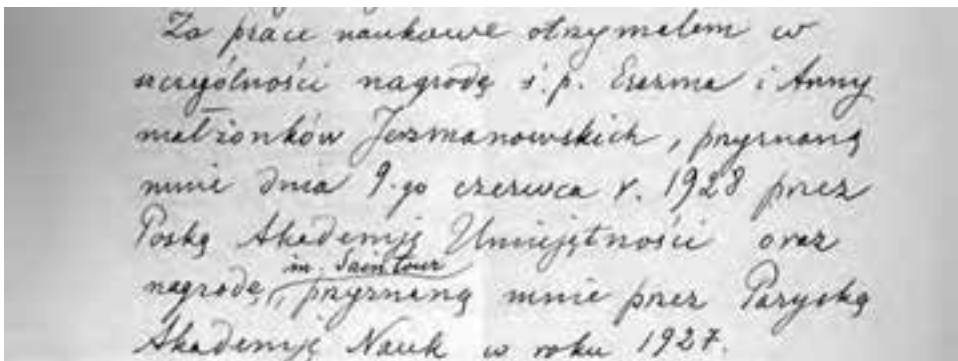 Za prace naukowe otrzymałem w
szczególności nagrodę ś.p. Erazma i Anny
małżonków Jerzmanowskich, przyznaną
mnie dnia 9-go czerwca r. 1928 przez
Poską Akademję Umiejętności oraz
im. Saintour
nagrodę, przyznaną mnie przez Paryską
Akademję Nauk w roku 1927.